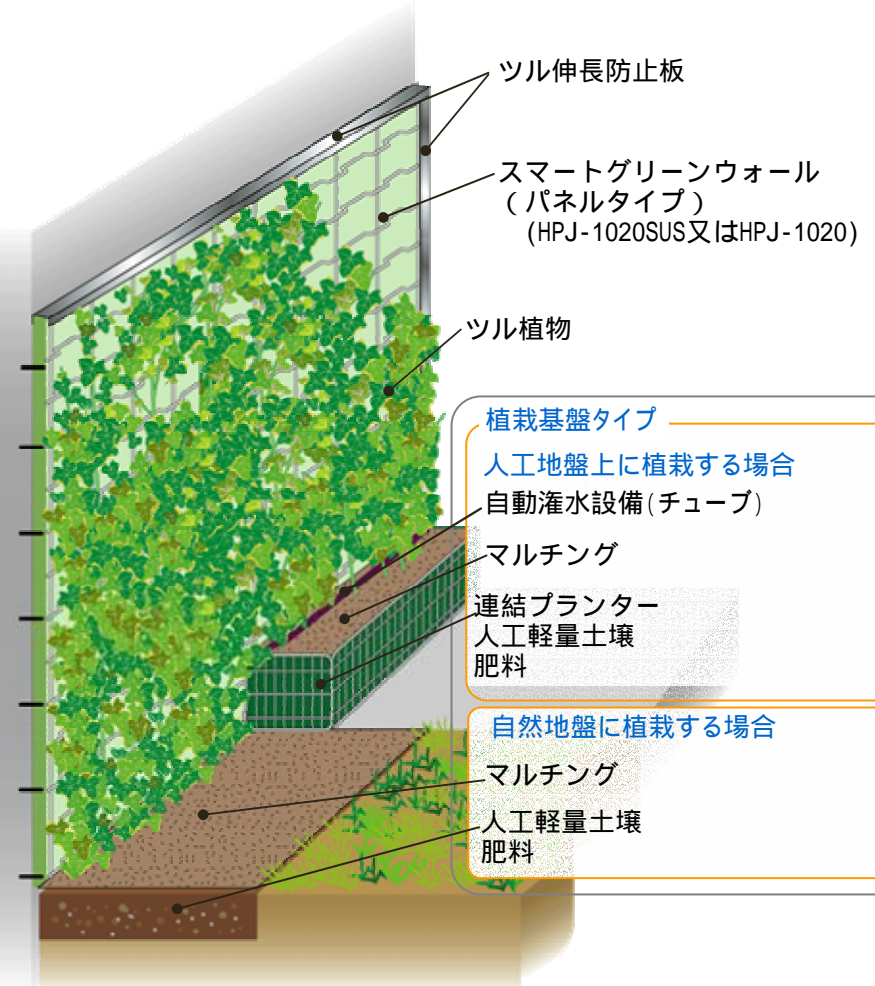 ツル伸長防止板
スマートグリーンウォール
(パネルタイプ)
(HPJ-1020SUS又はHPJ-1020)
ツル植物
植栽基盤タイプ
人工地盤上に植栽する場合
自動潅水設備(チューブ)
マルチング
連結プランター
人工軽量土壌
肥料
自然地盤に植栽する場合
マルチング
人工軽量土壌
肥料